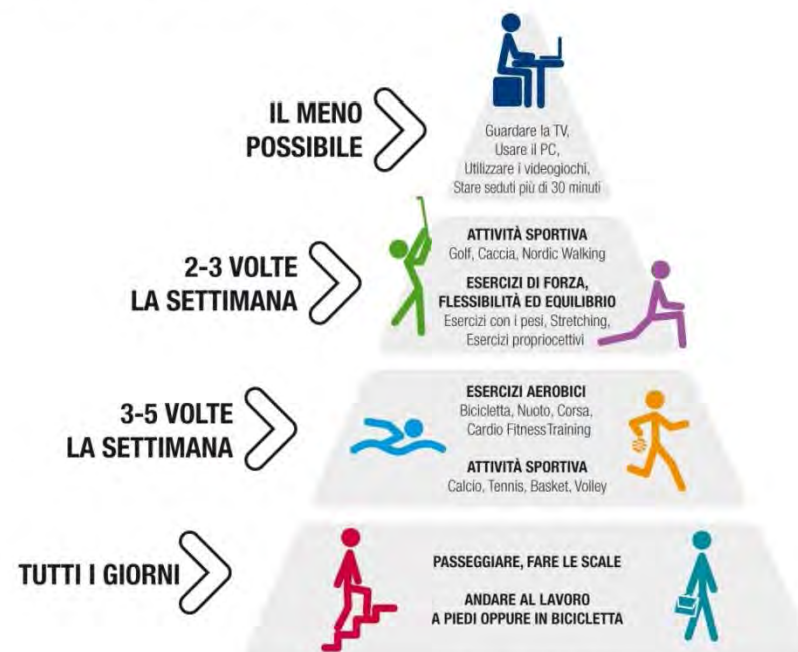 IL MENO
POSSIBILE
Guardare la TV,
Usare il PC,
Utilizzare i videogiochi,
Stare seduti più di 30 minuti
2-3 VOLTE
LA SETTIMANA
ATTIVITÀ SPORTIVA
Golf, Caccia, Nordic Walking
ESERCIZI DI FORZA,
FLESSIBILITÀ ED EQUILIBRIO
Esercizi con i pesi, Stretching,
Esercizi propriocettivi
3-5 VOLTE
LA SETTIMANA
ESERCIZI AEROBICI
Bicicletta, Nuoto, Corsa,
Cardio FitnessTraining
ATTIVITÀ SPORTIVA
Calcio, Tennis, Basket, Volley
TUTTI I GIORNI
PASSEGGIARE, FARE LE SCALE
ANDARE AL LAVORO
A PIEDI OPPURE IN BICICLETTA